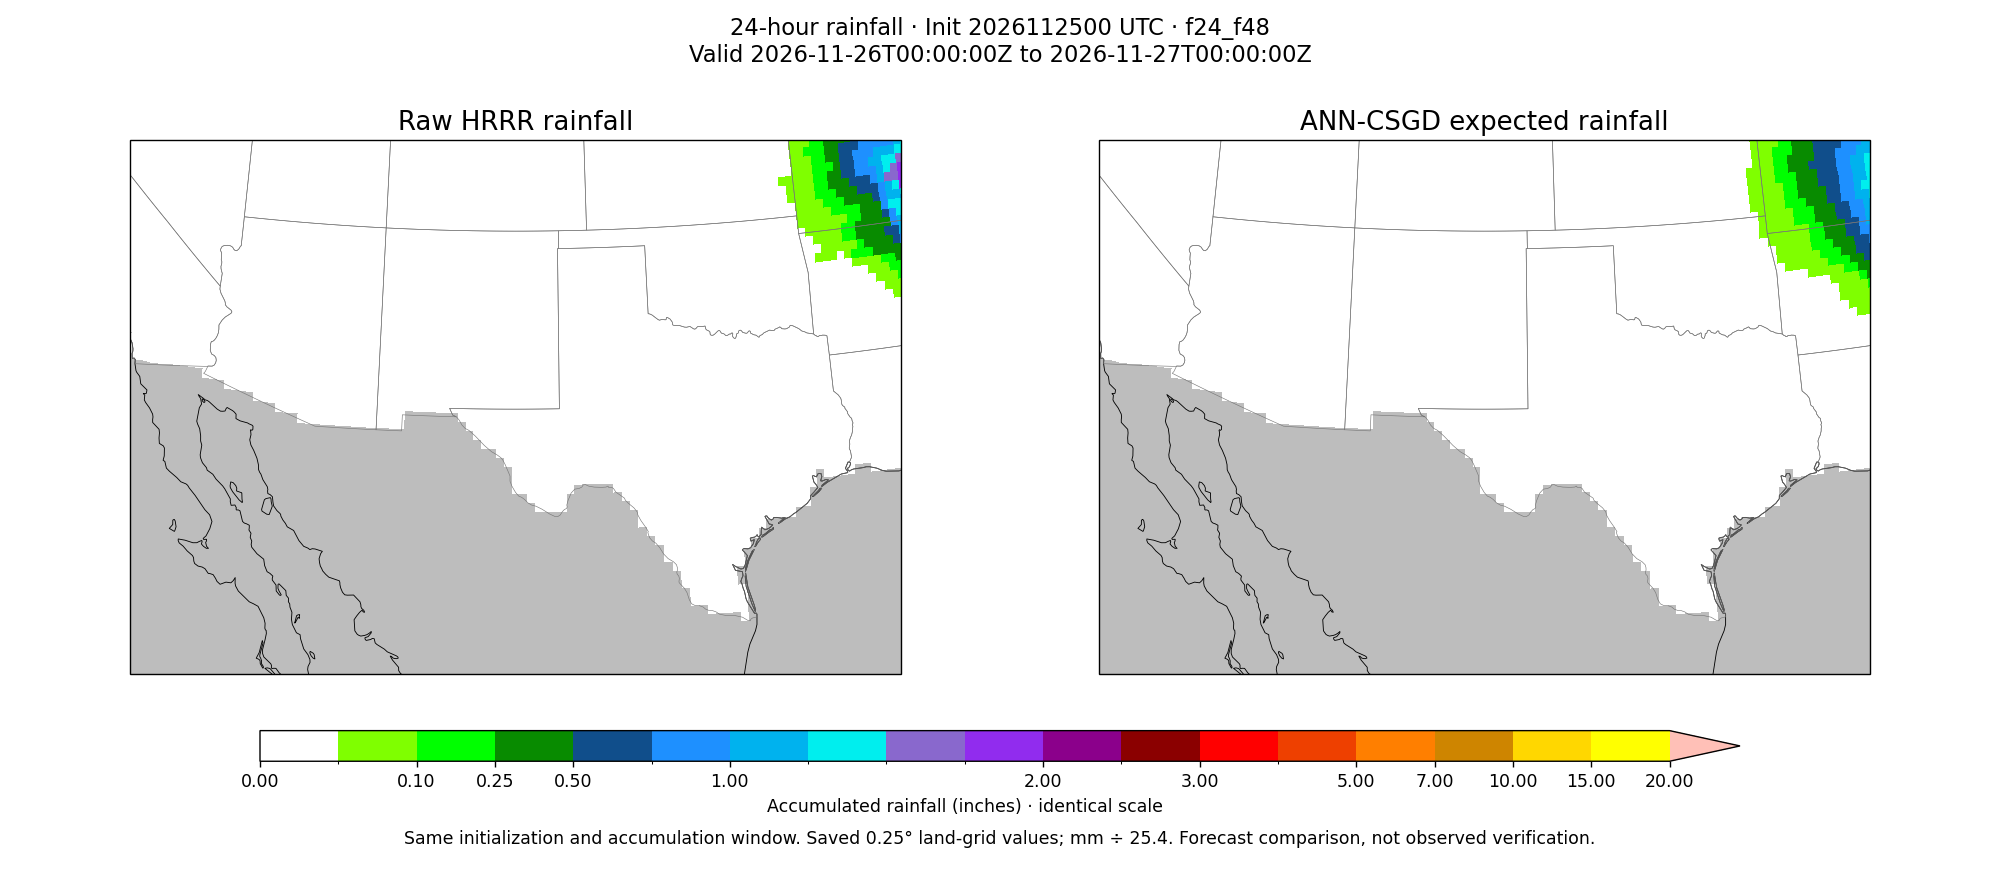 24-hour rainfall · Init 2026112500 UTC · f24_f48
Valid 2026-11-26T00:00:00Z to 2026-11-27T00:00:00Z
Raw HRRR rainfall
ANN-CSGD expected rainfall
0.00 0.10 0.25 0.50 1.00 2.00 3.00 5.00 7.00 10.00 15.00 20.00
Accumulated rainfall (inches) · identical scale
Same initialization and accumulation window. Saved 0.25° land-grid values; mm ÷ 25.4. Forecast comparison, not observed verification.